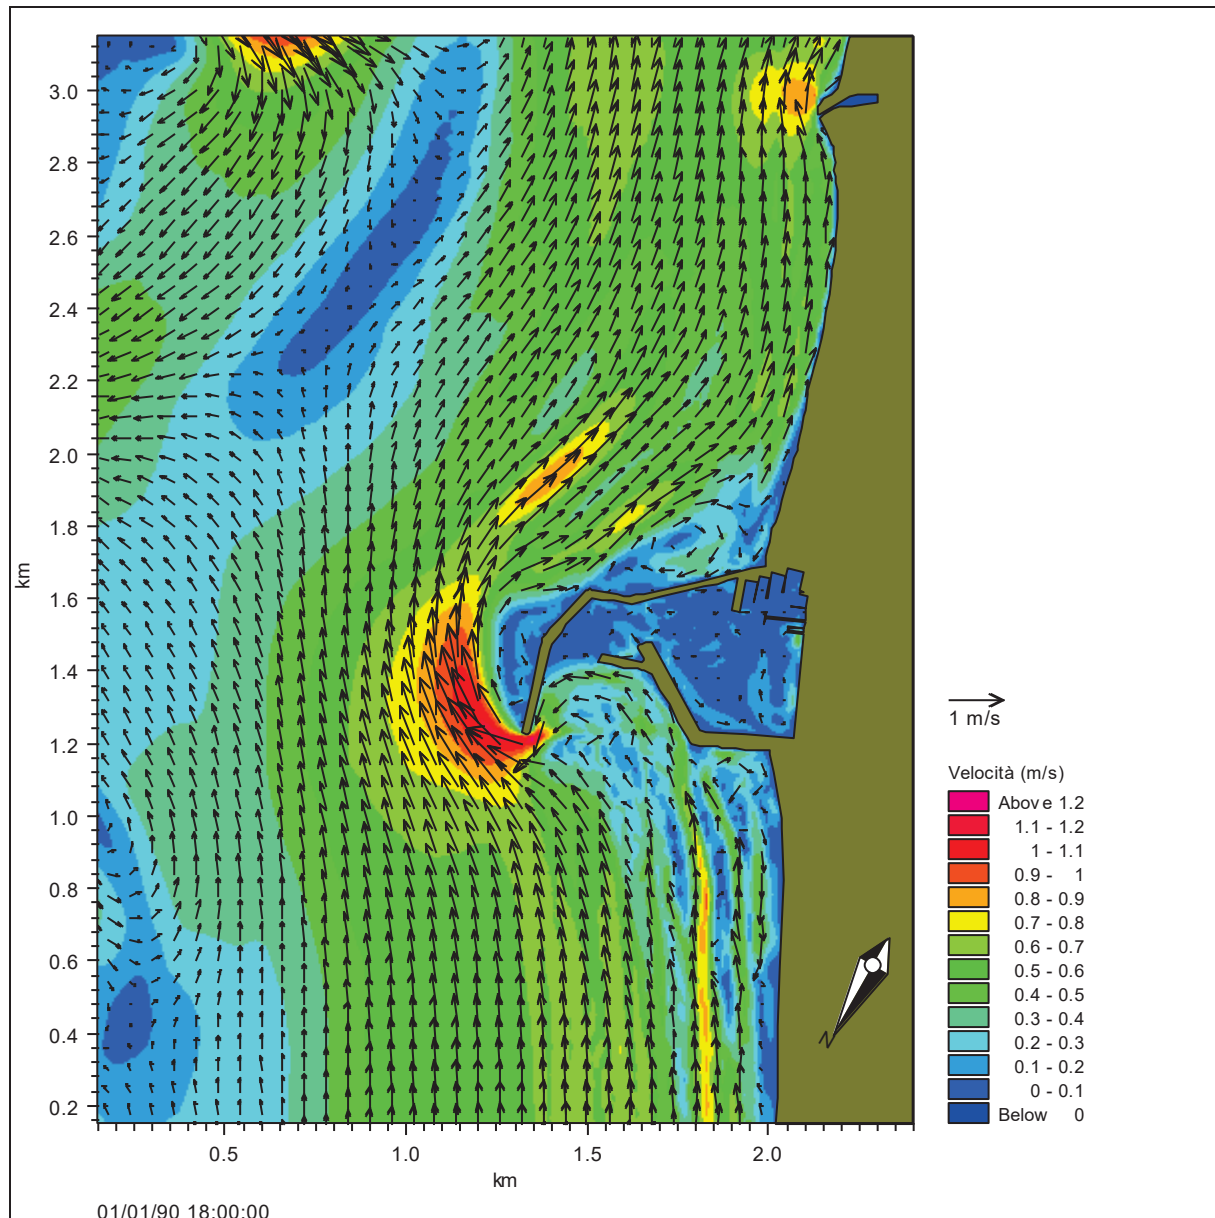 3.0
2.8
2.6
2.4
2.2
2.0
1.8
1.6
1.4
1.2
1.0
0.8
0.6
0.4
0.2
km
0.5 1.0 1.5 2.0
km
01/01/90 18:00:00
1 m/s
Velocità (m/s)
Above 1.2
1.1 - 1.2
1 - 1.1
0.9 - 1
0.8 - 0.9
0.7 - 0.8
0.6 - 0.7
0.5 - 0.6
0.4 - 0.5
0.3 - 0.4
0.2 - 0.3
0.1 - 0.2
0 - 0.1
Below 0
N